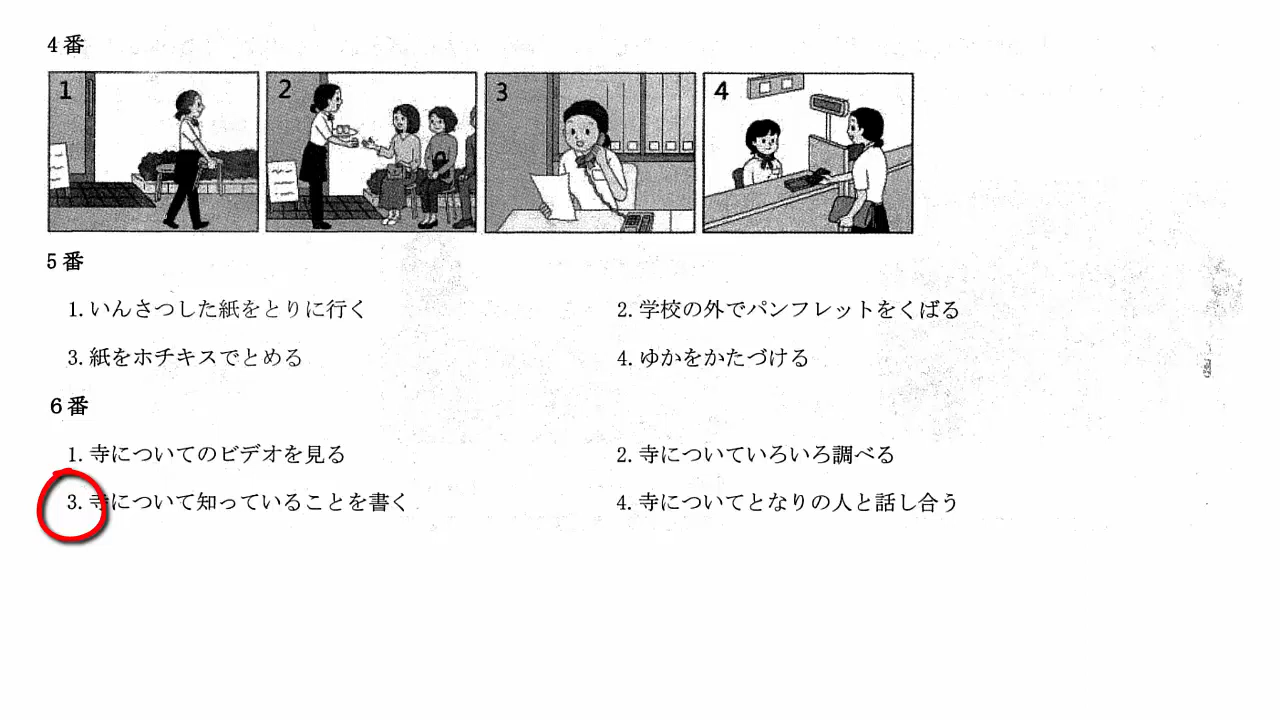 4番
1 2 3 4
5番
1. いんさつした紙をとりに行く 2. 学校の外でパンフレットをくばる
3. 紙をホチキスでとめる 4. ゆかをかたづける
6番
1. 寺についてのビデオを見る 2. 寺についていろいろ調べる
3. 寺について知っていることを書く 4. 寺についてとなりの人と話し合う